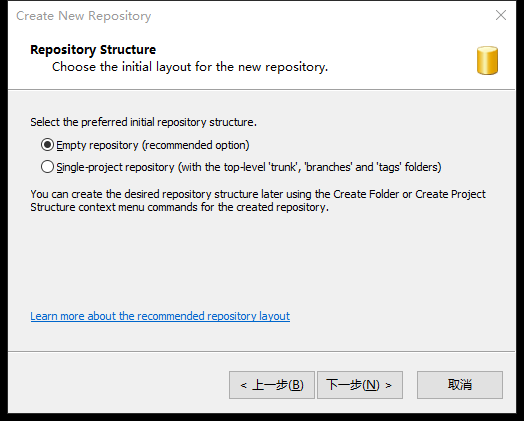 Create New Repository
Repository Structure
Choose the initial layout for the new repository.
Select the preferred initial repository structure.
Empty repository (recommended option)
Single-project repository (with the top-level 'trunk', 'branches' and 'tags' folders)
You can create the desired repository structure later using the Create Folder or Create Project
Structure context menu commands for the created repository.
Learn more about the recommended repository layout
< 上一步(B) 下一步(N) > 取消